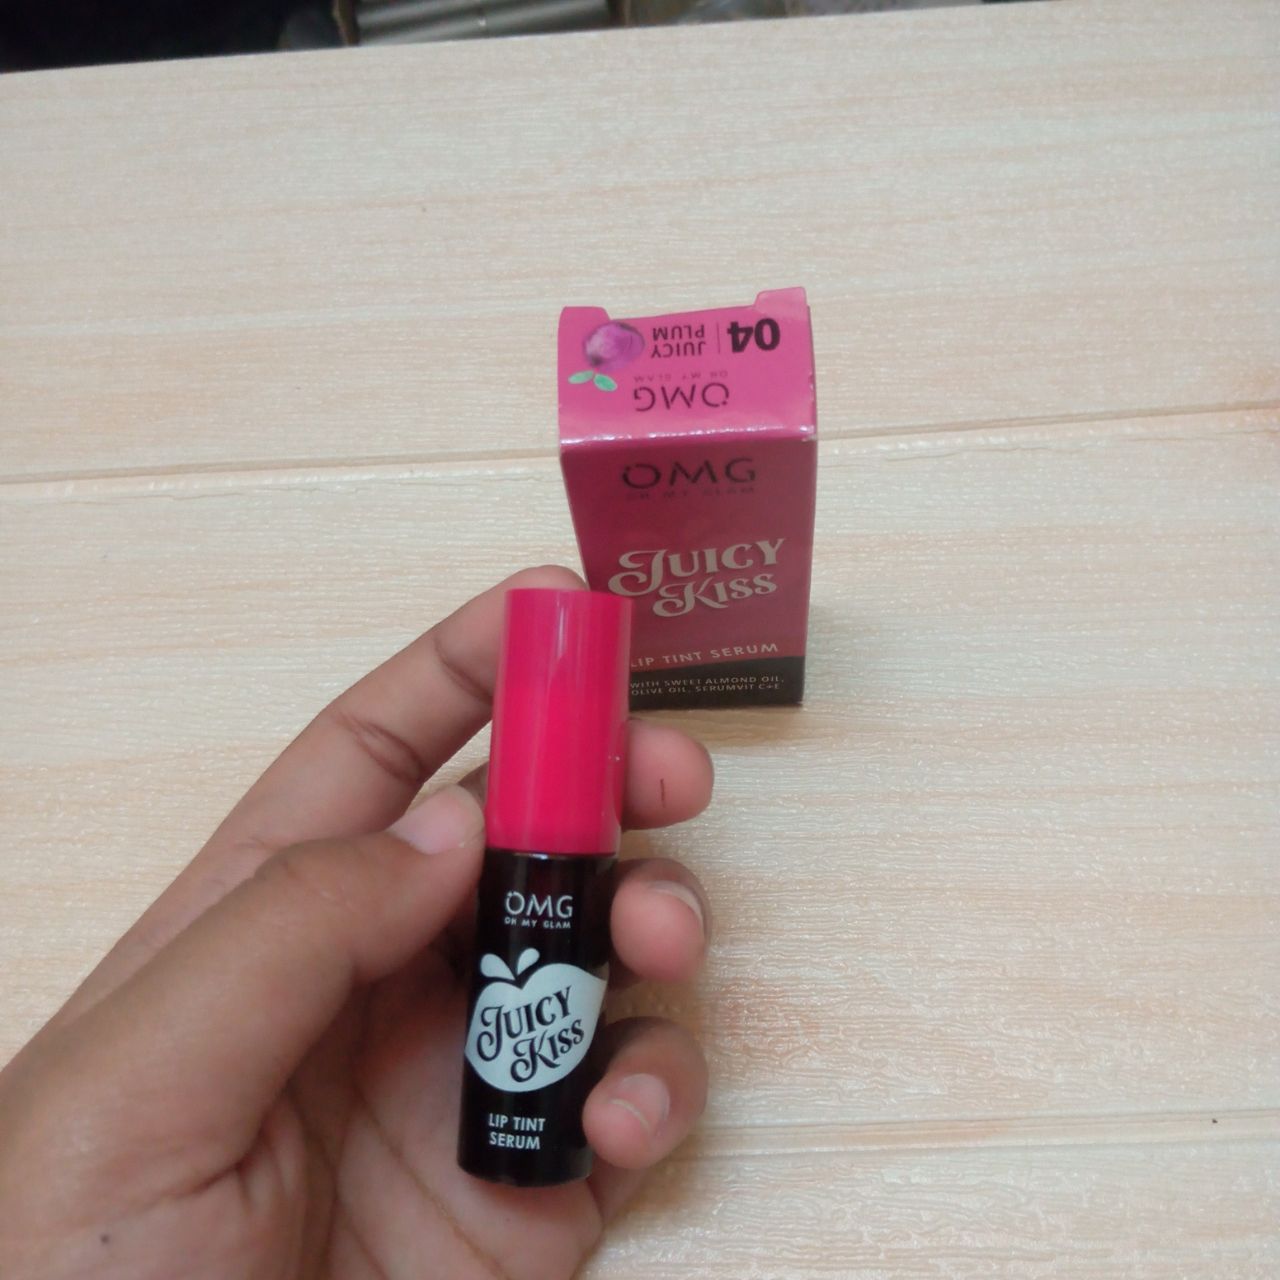 04 | JUICY
PLUM
OMG
OH MY GLAM
OMG
OH MY GLAM
JUICY
KISS
LIP TINT SERUM
WITH SWEET ALMOND OIL,
OLIVE OIL, SERUMVIT C+E
OMG
OH MY GLAM
JUICY
KISS
LIP TINT
SERUM